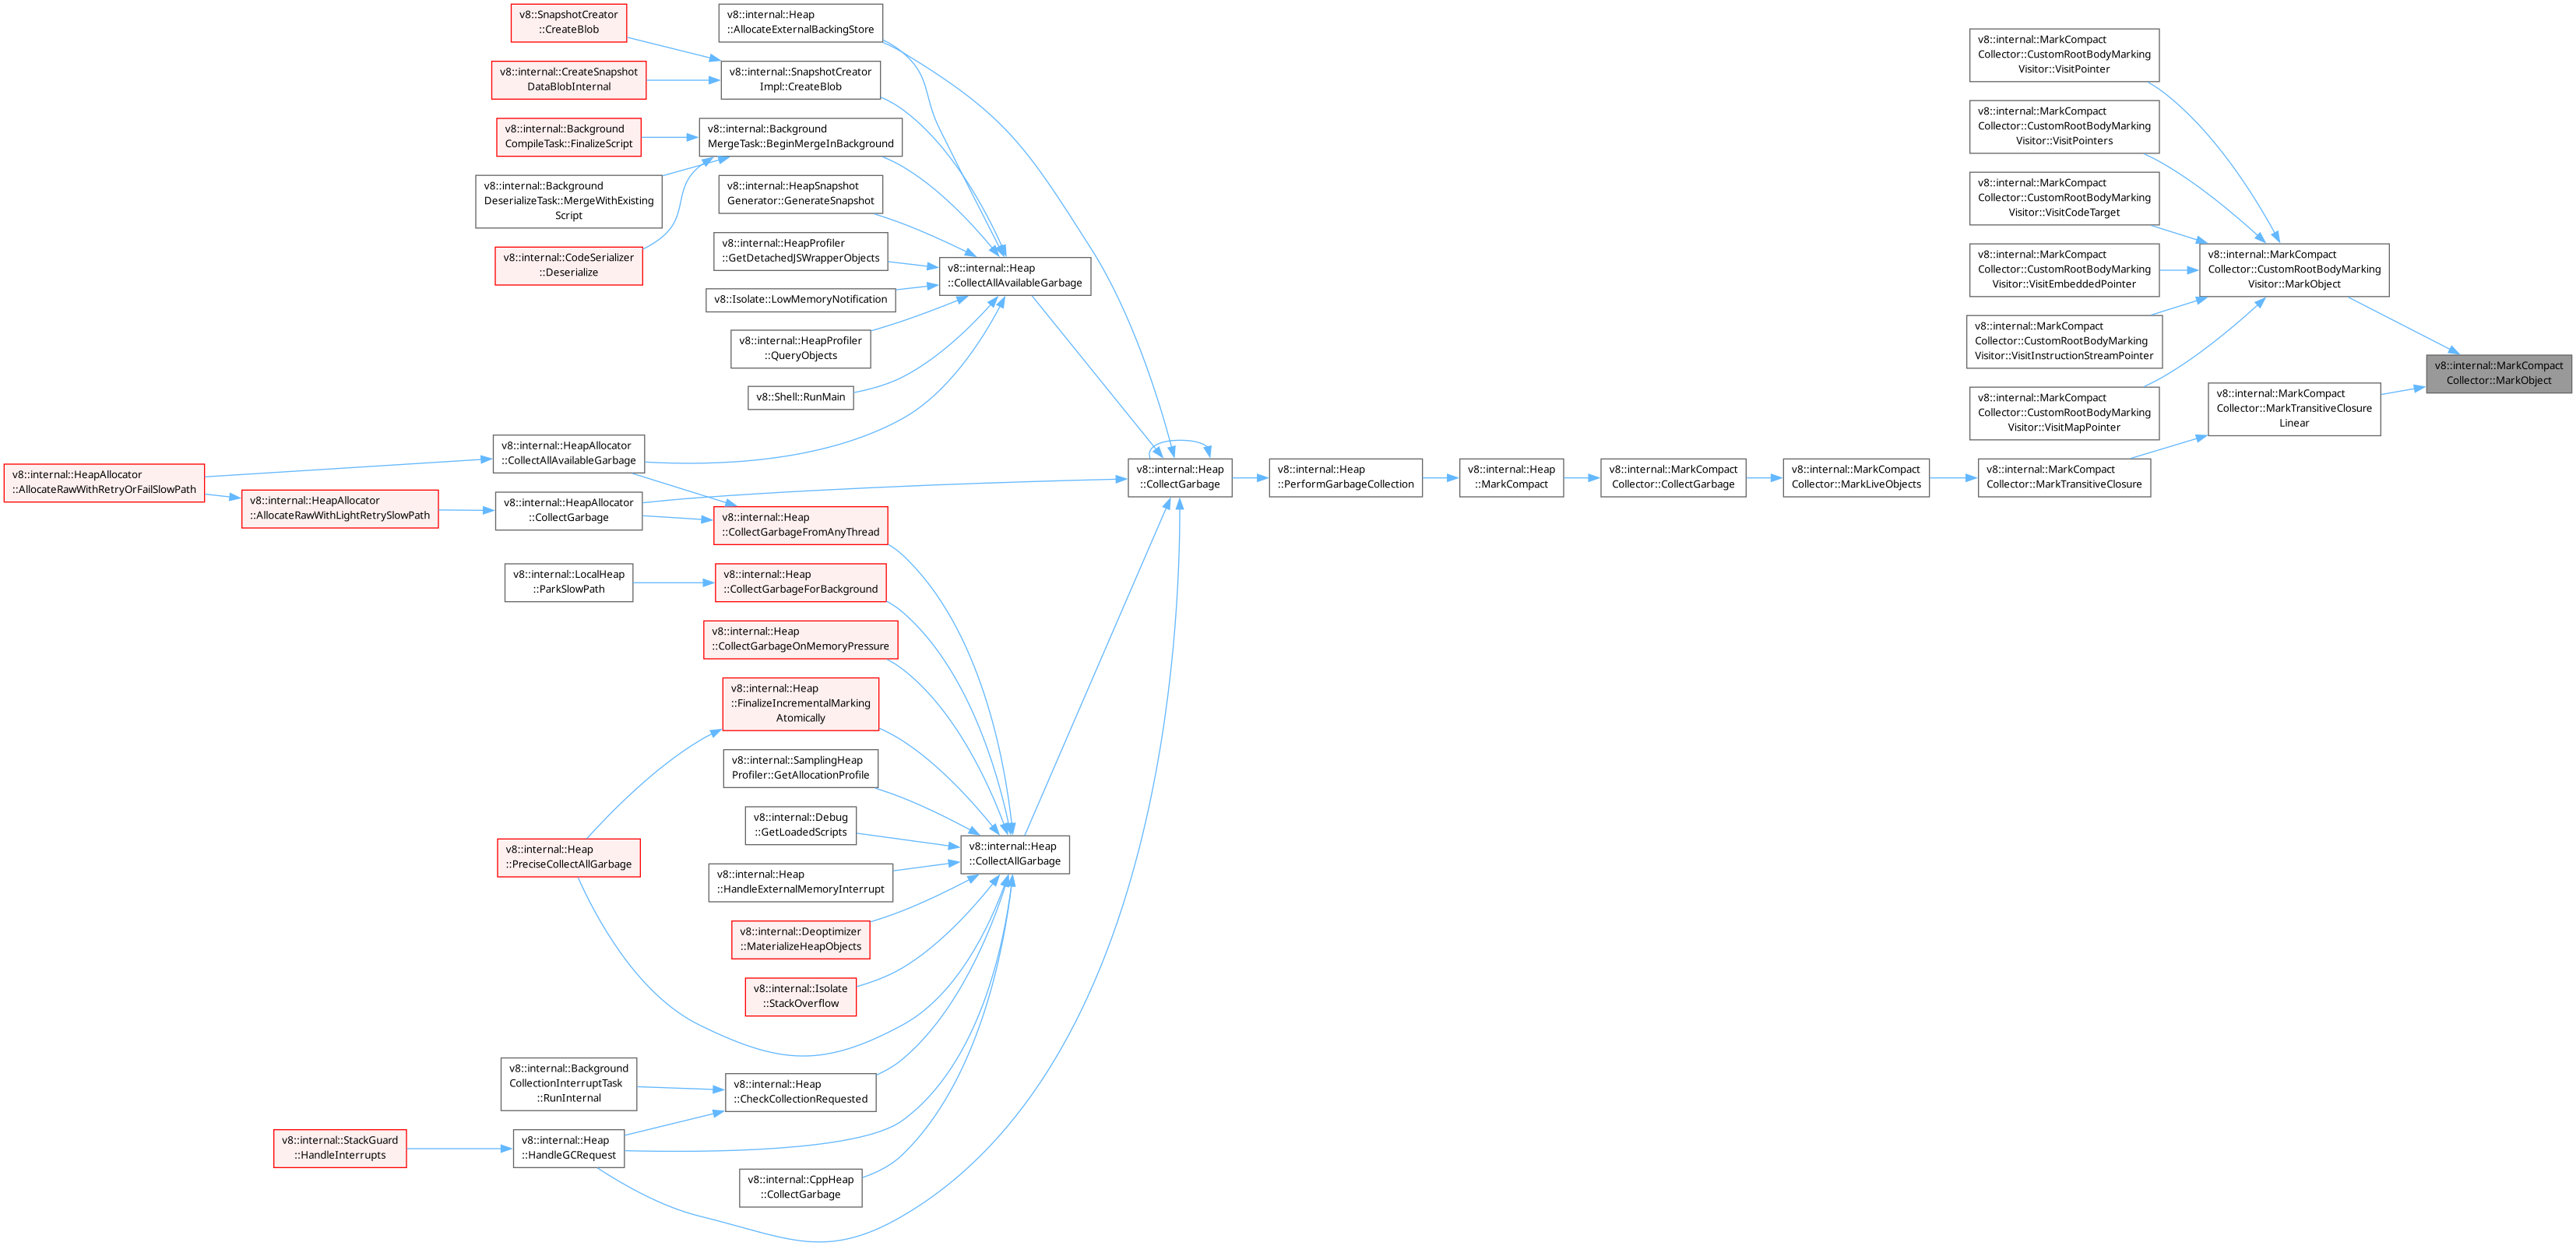 v8::SnapshotCreator
::CreateBlob
v8::internal::CreateSnapshot
DataBlobInternal
v8::internal::Background
CompileTask::FinalizeScript
v8::internal::Background
DeserializeTask::MergeWithExisting
Script
v8::internal::CodeSerializer
::Deserialize
v8::internal::Heap
::AllocateExternalBackingStore
v8::internal::SnapshotCreator
Impl::CreateBlob
v8::internal::Background
MergeTask::BeginMergeInBackground
v8::internal::HeapSnapshot
Generator::GenerateSnapshot
v8::internal::HeapProfiler
::GetDetachedJSWrapperObjects
v8::Isolate::LowMemoryNotification
v8::internal::HeapProfiler
::QueryObjects
v8::Shell::RunMain
v8::internal::Heap
::CollectAllAvailableGarbage
v8::internal::HeapAllocator
::AllocateRawWithRetryOrFailSlowPath
v8::internal::HeapAllocator
::AllocateRawWithLightRetrySlowPath
v8::internal::HeapAllocator
::CollectAllAvailableGarbage
v8::internal::HeapAllocator
::CollectGarbage
v8::internal::Heap
::CollectGarbageFromAnyThread
v8::internal::LocalHeap
::ParkSlowPath
v8::internal::Heap
::CollectGarbageForBackground
v8::internal::Heap
::CollectGarbageOnMemoryPressure
v8::internal::Heap
::FinalizeIncrementalMarking
Atomically
v8::internal::SamplingHeap
Profiler::GetAllocationProfile
v8::internal::Debug
::GetLoadedScripts
v8::internal::Heap
::PreciseCollectAllGarbage
v8::internal::Heap
::HandleExternalMemoryInterrupt
v8::internal::Deoptimizer
::MaterializeHeapObjects
v8::internal::Isolate
::StackOverflow
v8::internal::Heap
::CollectAllGarbage
v8::internal::Background
CollectionInterruptTask
::RunInternal
v8::internal::Heap
::CheckCollectionRequested
v8::internal::StackGuard
::HandleInterrupts
v8::internal::Heap
::HandleGCRequest
v8::internal::CppHeap
::CollectGarbage
v8::internal::Heap
::CollectGarbage
v8::internal::Heap
::PerformGarbageCollection
v8::internal::Heap
::MarkCompact
v8::internal::MarkCompact
Collector::CollectGarbage
v8::internal::MarkCompact
Collector::MarkLiveObjects
v8::internal::MarkCompact
Collector::MarkTransitiveClosure
v8::internal::MarkCompact
Collector::CustomRootBodyMarking
Visitor::VisitPointer
v8::internal::MarkCompact
Collector::CustomRootBodyMarking
Visitor::VisitPointers
v8::internal::MarkCompact
Collector::CustomRootBodyMarking
Visitor::VisitCodeTarget
v8::internal::MarkCompact
Collector::CustomRootBodyMarking
Visitor::VisitEmbeddedPointer
v8::internal::MarkCompact
Collector::CustomRootBodyMarking
Visitor::VisitInstructionStreamPointer
v8::internal::MarkCompact
Collector::CustomRootBodyMarking
Visitor::VisitMapPointer
v8::internal::MarkCompact
Collector::CustomRootBodyMarking
Visitor::MarkObject
v8::internal::MarkCompact
Collector::MarkTransitiveClosure
Linear
v8::internal::MarkCompact
Collector::MarkObject